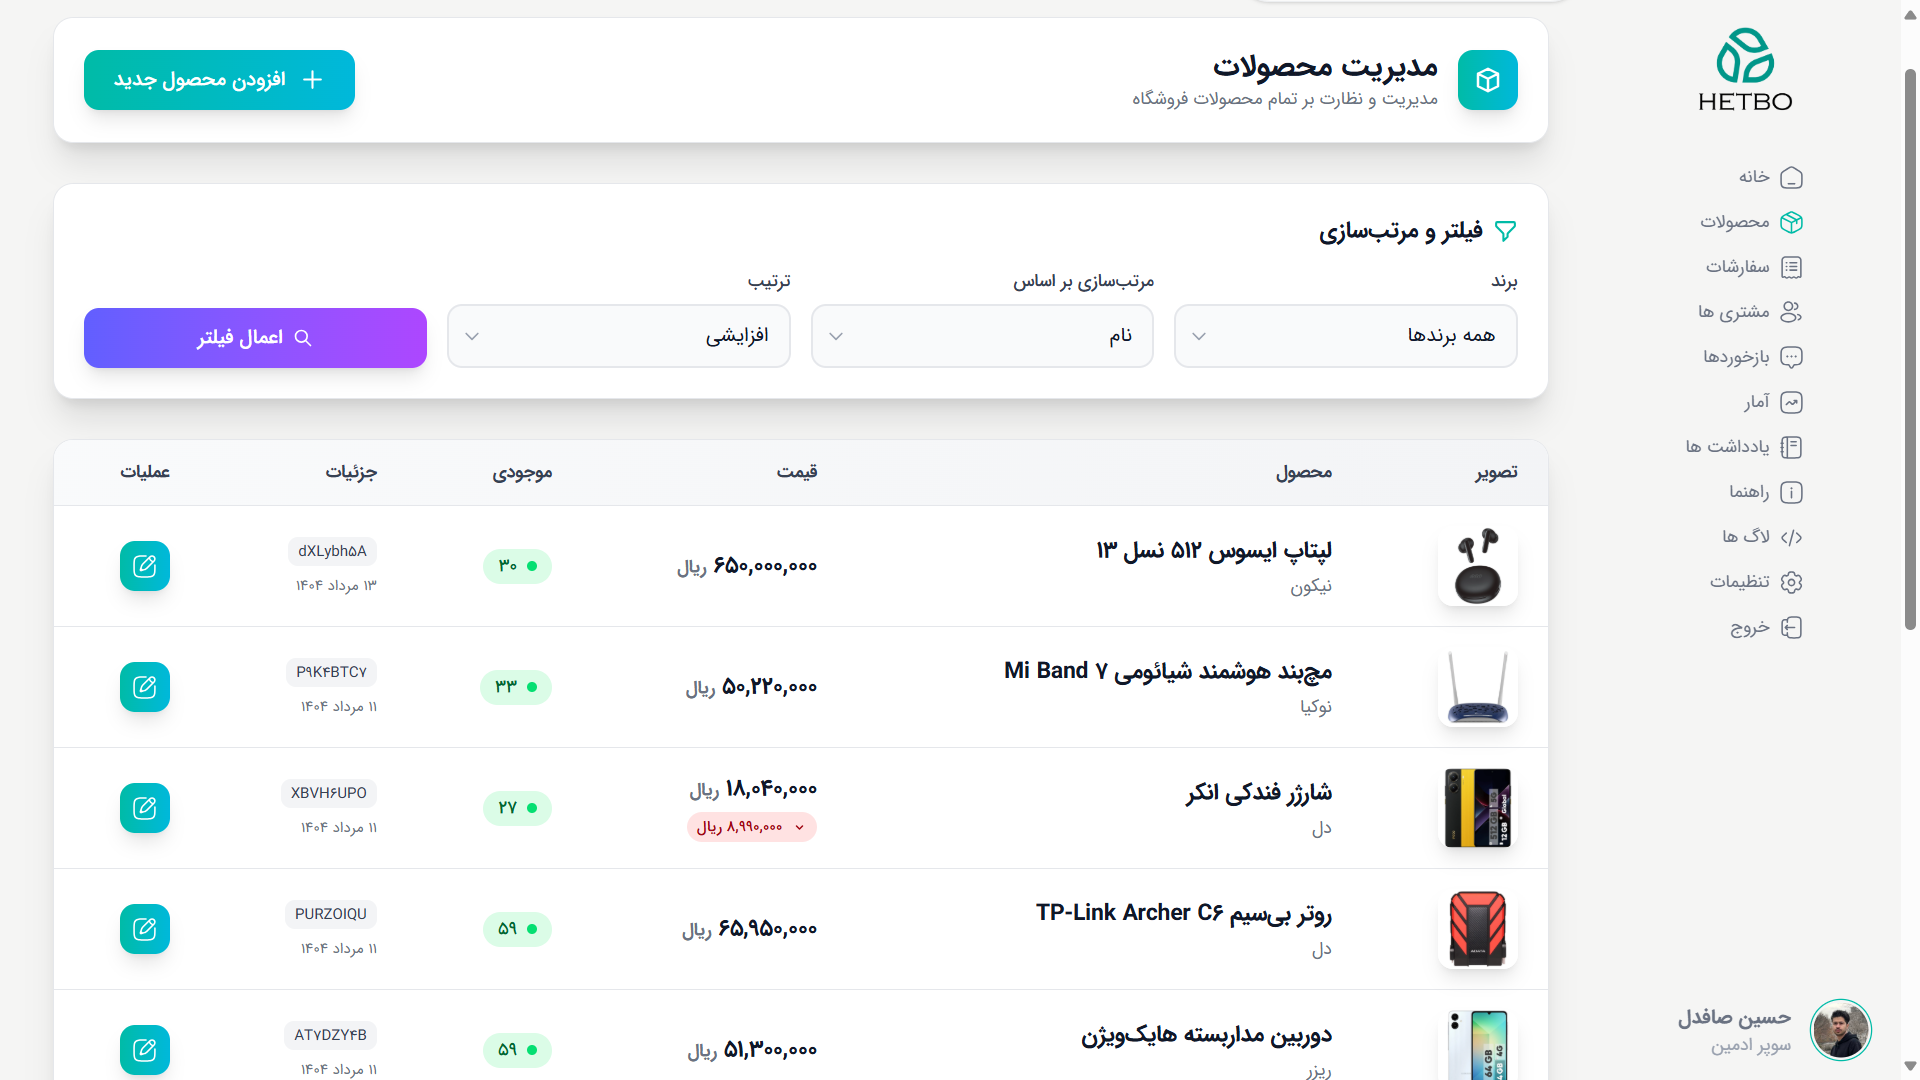 HETBO
خانه
محصولات
سفارشات
مشتری ها
بازخوردها
آمار
یادداشت ها
راهنما
لاگ ها
تنظیمات
خروج
حسین صافدل
سوپر ادمین
مدیریت محصولات
مدیریت و نظارت بر تمام محصولات فروشگاه
افزودن محصول جدید
فیلتر و مرتب‌سازی
برند مرتب‌سازی بر اساس ترتیب
همه برندها نام افزایشی اعمال فیلتر
تصویر محصول قیمت موجودی جزئیات عملیات
لپتاپ ایسوس ۵۱۲ نسل ۱۳
نیکون
۶۵۰,۰۰۰,۰۰۰ ریال
۳۰
dXLybh۵A
۱۳ مرداد ۱۴۰۴
مچ‌بند هوشمند شیائومی Mi Band ۷
نوکیا
۵۰,۲۲۰,۰۰۰ ریال
۳۳
P۹K۴BTC۷
۱۱ مرداد ۱۴۰۴
شارژر فندکی انکر
دل
۱۸,۰۴۰,۰۰۰ ریال
۸,۹۹۰,۰۰۰ ریال
۲۷
XBVH۶UPO
۱۱ مرداد ۱۴۰۴
روتر بی‌سیم TP-Link Archer C۶
دل
۶۵,۹۵۰,۰۰۰ ریال
۵۹
PURZOIQU
۱۱ مرداد ۱۴۰۴
دوربین مداربسته هایک‌ویژن
ریزر
۵۱,۳۰۰,۰۰۰ ریال
۵۹
AT۷DZY۴B
۱۱ مرداد ۱۴۰۴